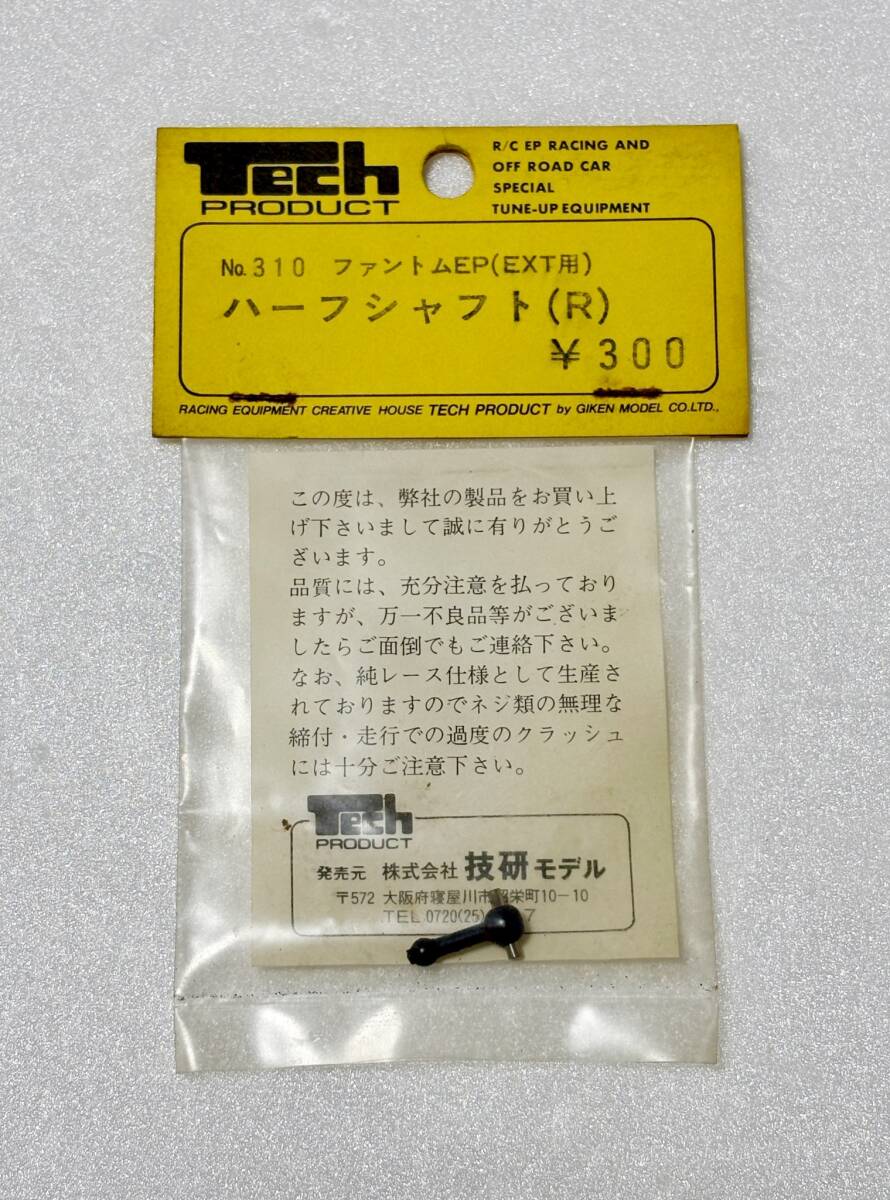 Tech
PRODUCT
R/C EP RACING AND
OFF ROAD CAR
SPECIAL
TUNE-UP EQUIPMENT
No.310 ファントムEP(EXT用)
ハーフシャフト(R)
¥300
RACING EQUIPMENT CREATIVE HOUSE TECH PRODUCT by GIKEN MODEL CO.LTD.,
この度は、弊社の製品をお買い上
げ下さいまして誠に有りがとうご
ざいます。
品質には、充分注意を払っており
ますが、万一不良品等がございま
したらご面倒でもご連絡下さい。
なお、純レース仕様として生産さ
れておりますのでネジ類の無理な
締付・走行での過度のクラッシュ
には十分ご注意下さい。
Tech
PRODUCT
発売元 株式会社 技研モデル
〒572 大阪府寝屋川市昭栄町10-10
TEL 0720(25) 7